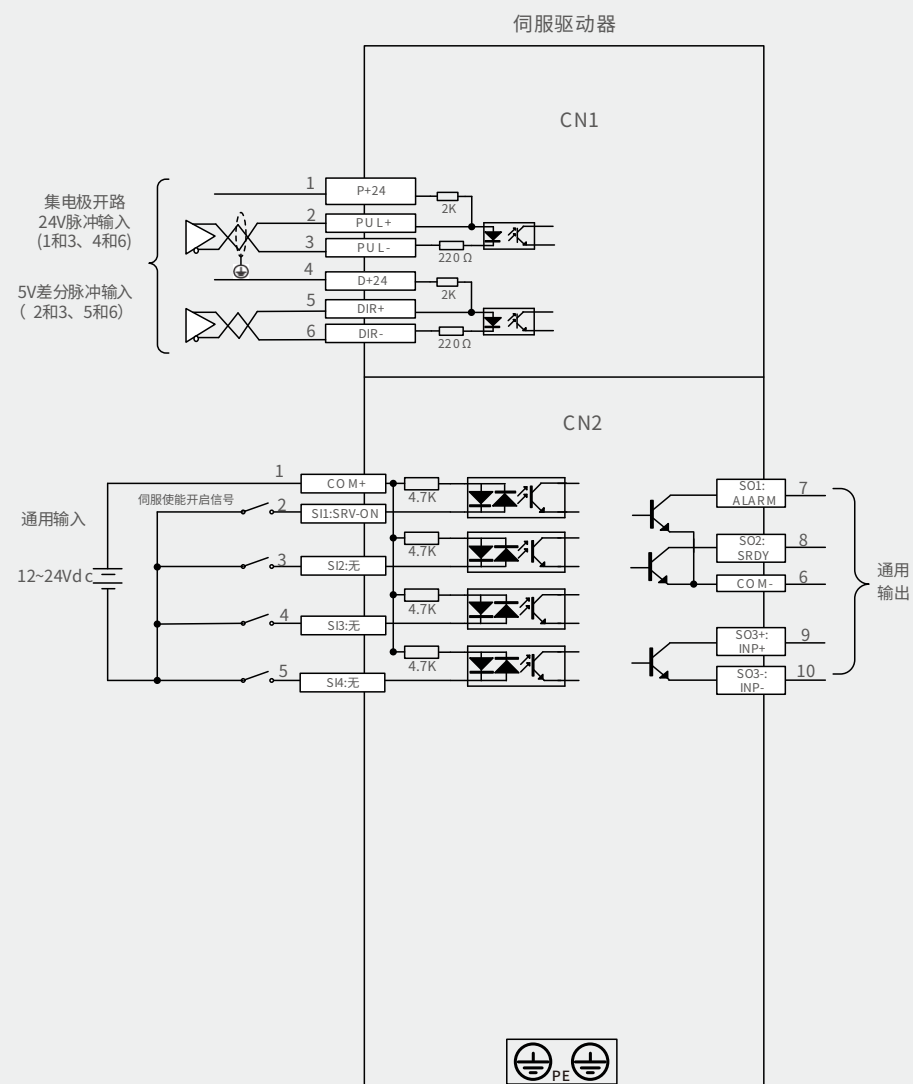 伺服驱动器
CN1
集电极开路
24V脉冲输入
(1和3、4和6)
5V差分脉冲输入
( 2和3、5和6)
1
P+24
2K
2
PUL+
3
PUL-
220Ω
4
D+24
2K
5
DIR+
6
DIR-
220Ω
CN2
通用输入
12~24Vdc
伺服使能开启信号
1
COM+
4.7K
2
SI1:SRV-ON
4.7K
3
SI2:无
4.7K
4
SI3:无
4.7K
5
SI4:无
SO1:
ALARM
7
SO2:
SRDY
8
COM-
6
SO3+:
INP+
9
SO3-:
INP-
10
通用
输出
PE